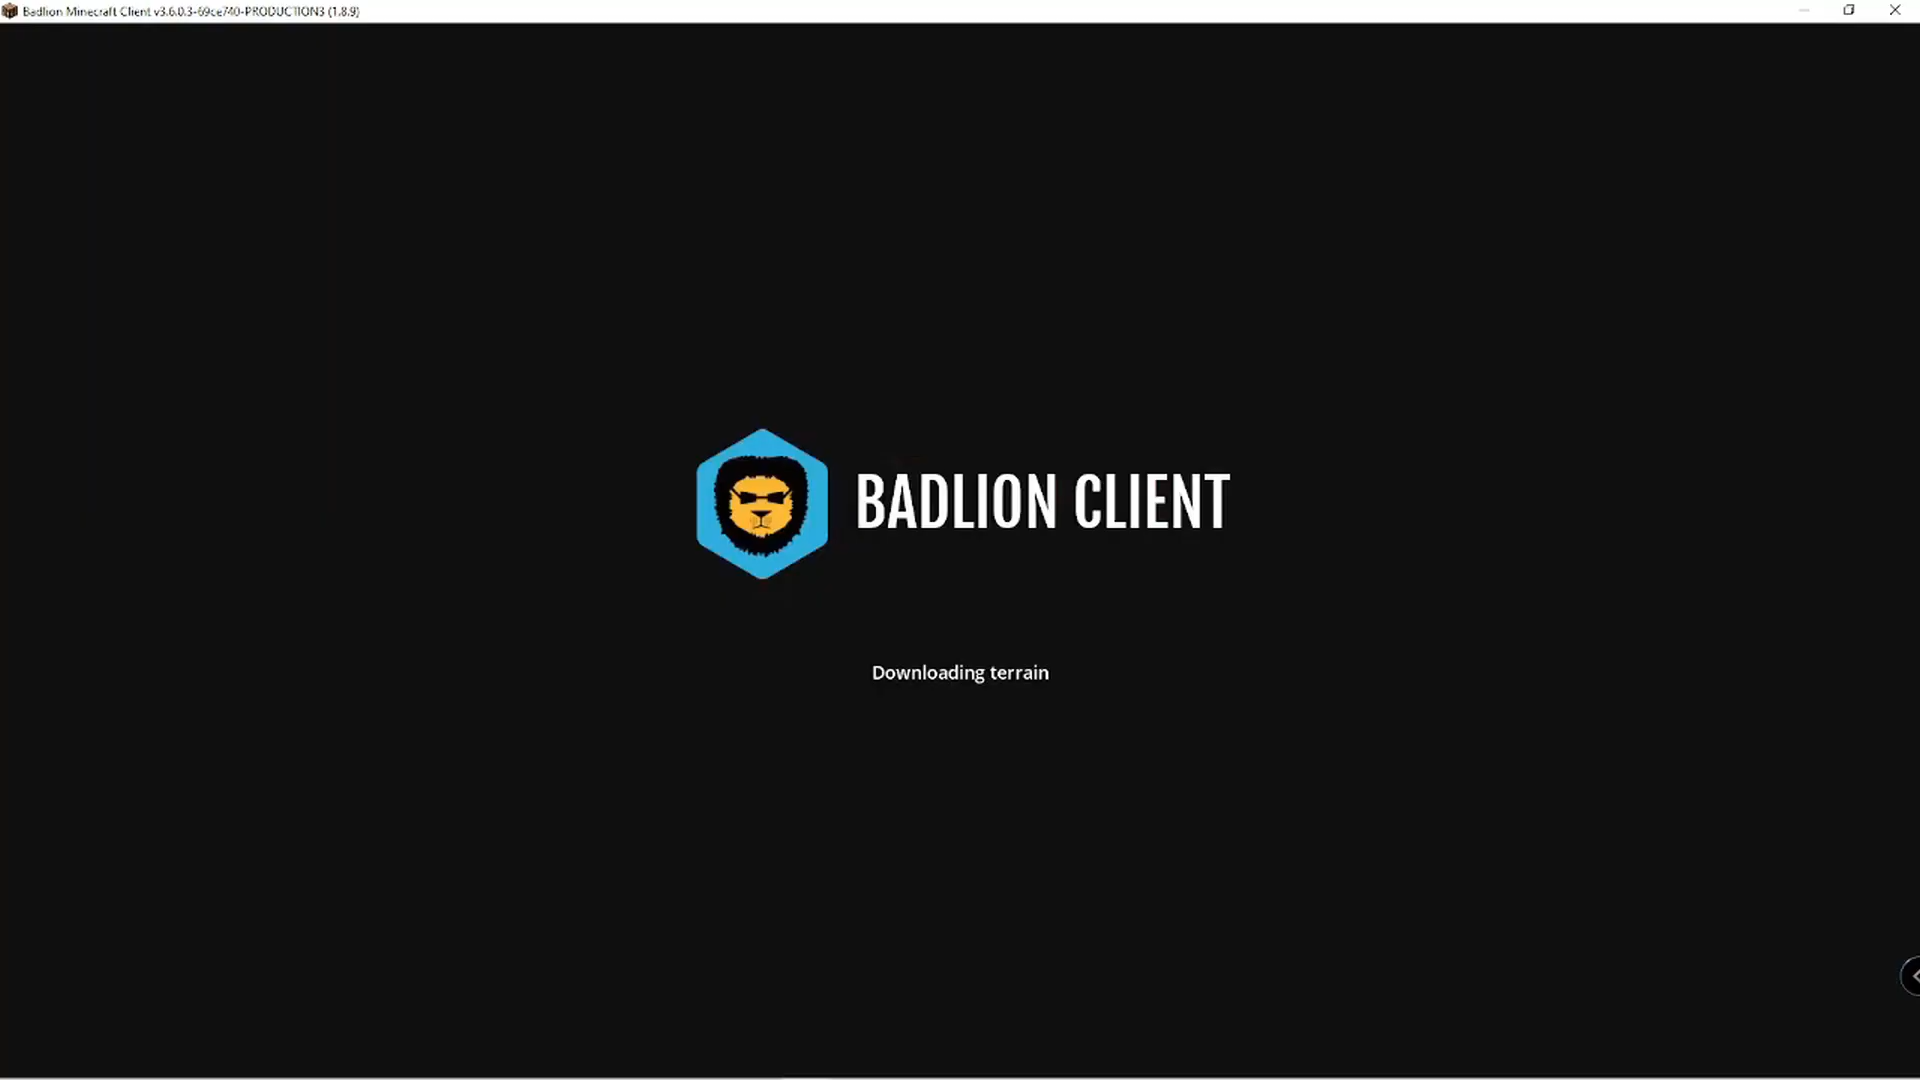 Badlion Minecraft Client v3.6.0.3-69ce740-PRODUCTION3 (1.8.9)
BADLION CLIENT
Downloading terrain